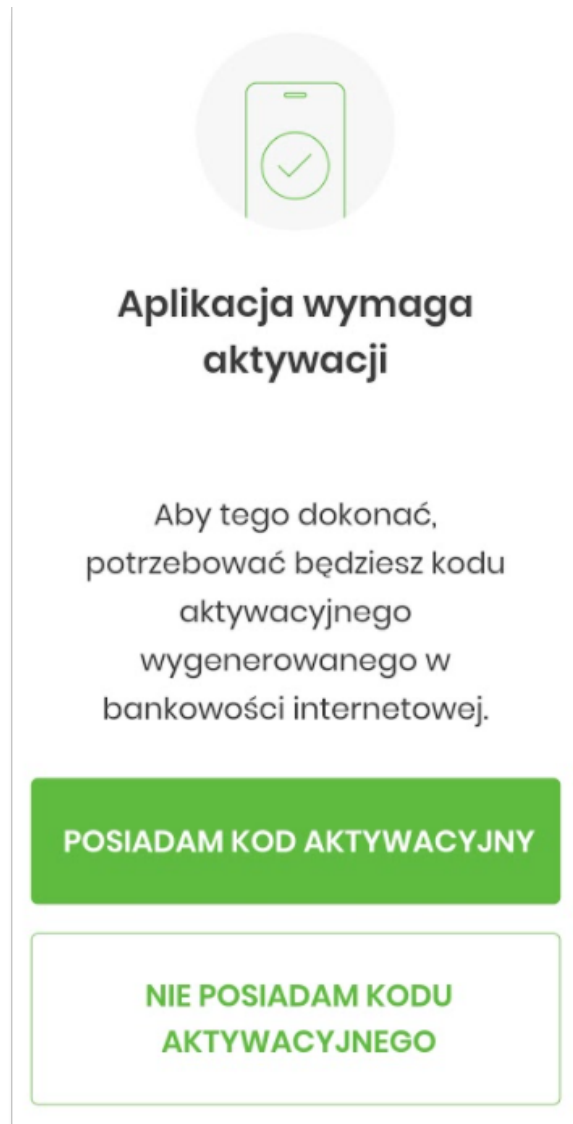 Aplikacja wymaga
aktywacji
Aby tego dokonać,
potrzebować będziesz kodu
aktywacyjnego
wygenerowanego w
bankowości internetowej.
POSIADAM KOD AKTYWACYJNY
NIE POSIADAM KODU
AKTYWACYJNEGO